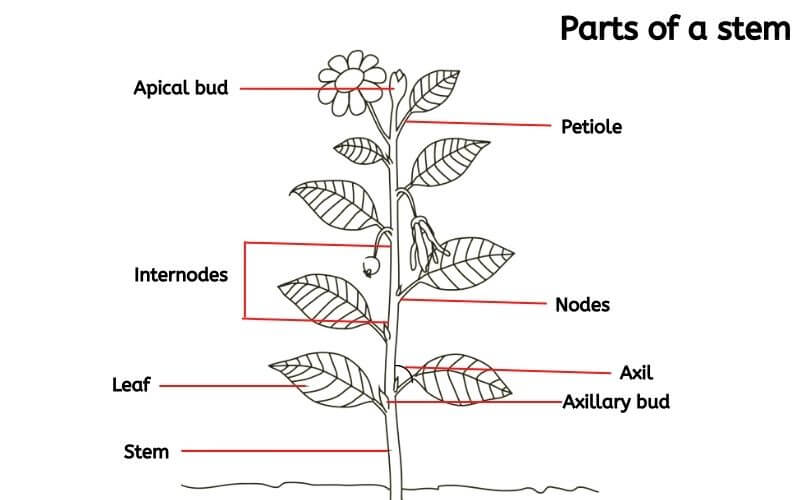 Parts of a stem
Apical bud
Petiole
Internodes
Nodes
Axil
Leaf
Axillary bud
Stem